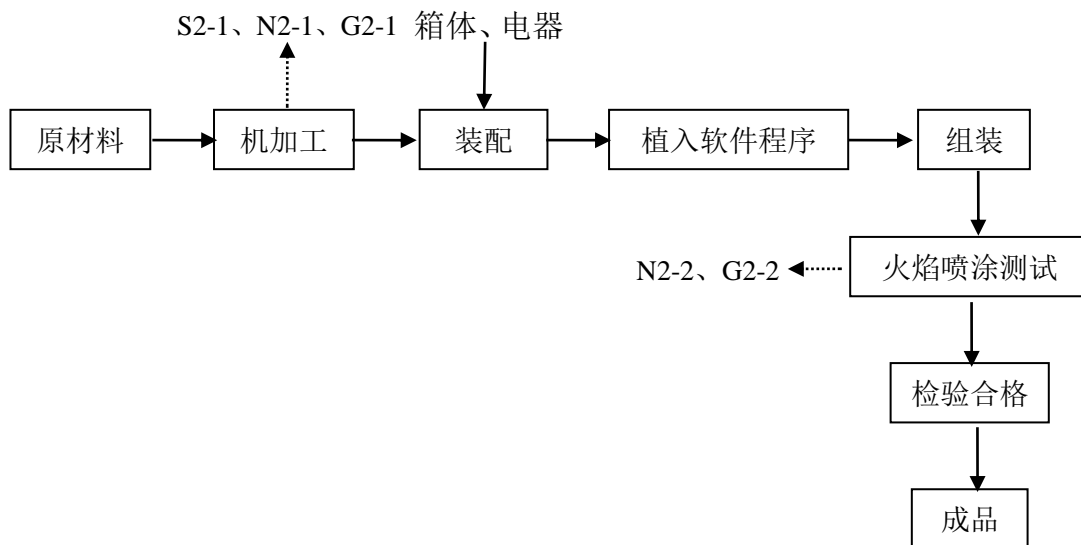 S2-1、N2-1、G2-1 箱体、电器
原材料
机加工
装配
植入软件程序
组装
N2-2、G2-2
火焰喷涂测试
检验合格
成品